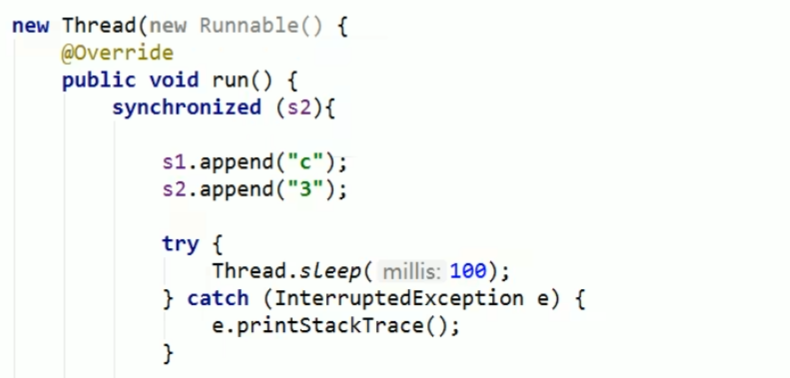 new Thread(new Runnable() {
@Override
public void run() {
synchronized (s2){
s1.append("c");
s2.append("3");
try {
Thread.sleep( millis: 100);
} catch (InterruptedException e) {
e.printStackTrace();
}